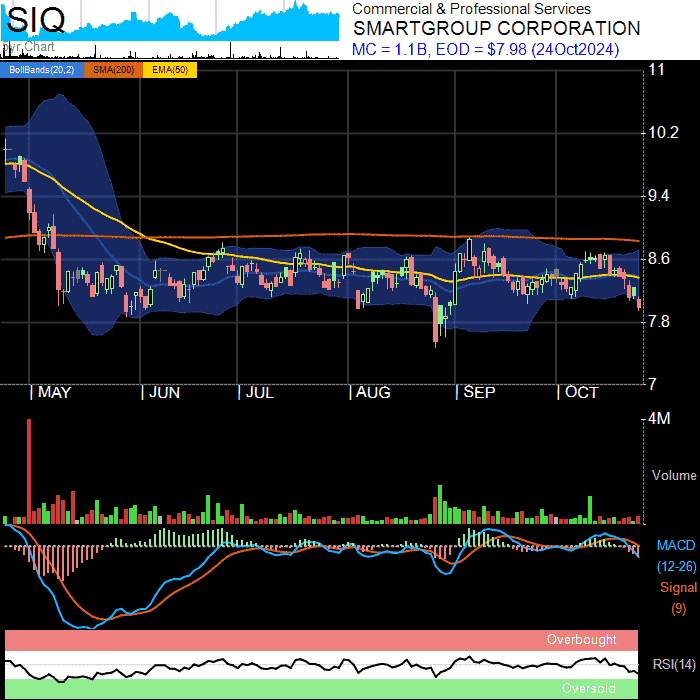 SIQ
Commercial & Professional Services
SMARTGROUP CORPORATION
MC = 1.1B, EOD = $7.98 (24Oct2024)
BollBands(20,2) SMA(200) EMA(50)
11
10.2
9.4
8.6
7.8
7
MAY JUN JUL AUG SEP OCT
4M
Volume
MACD
(12-26)
Signal
(9)
Overbought
RSI(14)
Oversold